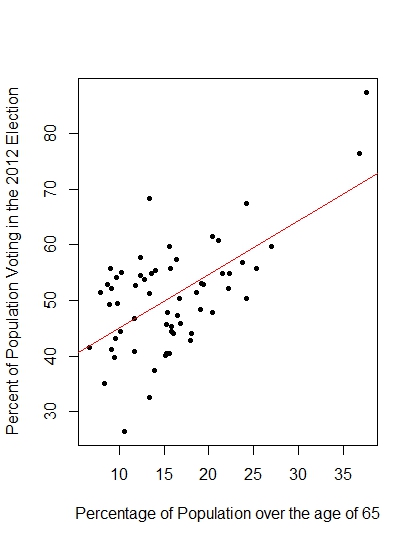 Percent of Population Voting in the 2012 Election
80
70
60
50
40
30
10 15 20 25 30 35
Percentage of Population over the age of 65